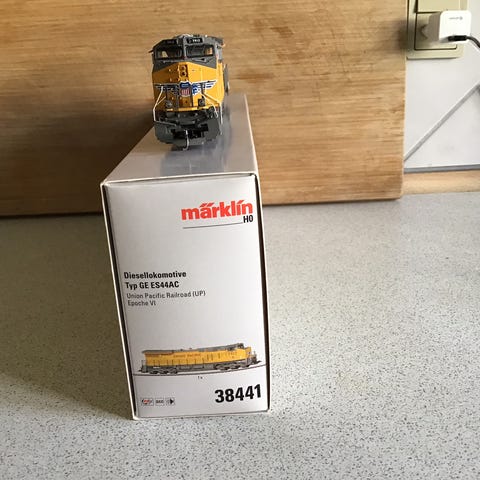 märklin
H0
Diesellokomotive
Typ GE ES44AC
Union Pacific Railroad (UP)
Epoche VI
38441